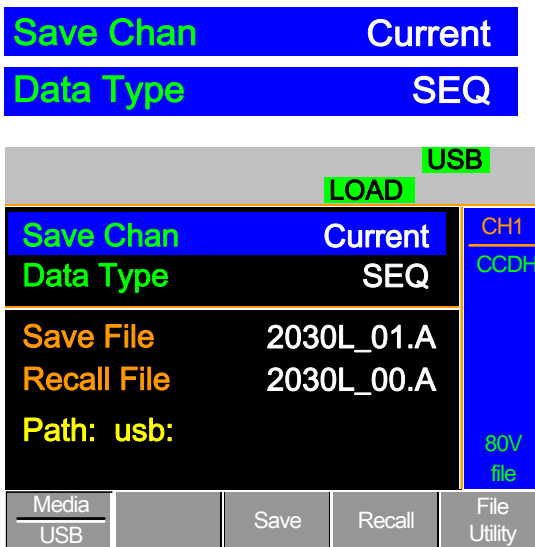 Save Chan Current
Data Type SEQ
USB
LOAD
Save Chan Current
Data Type SEQ
Save File 2030L_01.A
Recall File 2030L_00.A
Path: usb:
CH1
CCDH
80V
file
Media
USB
Save
Recall
File
Utility